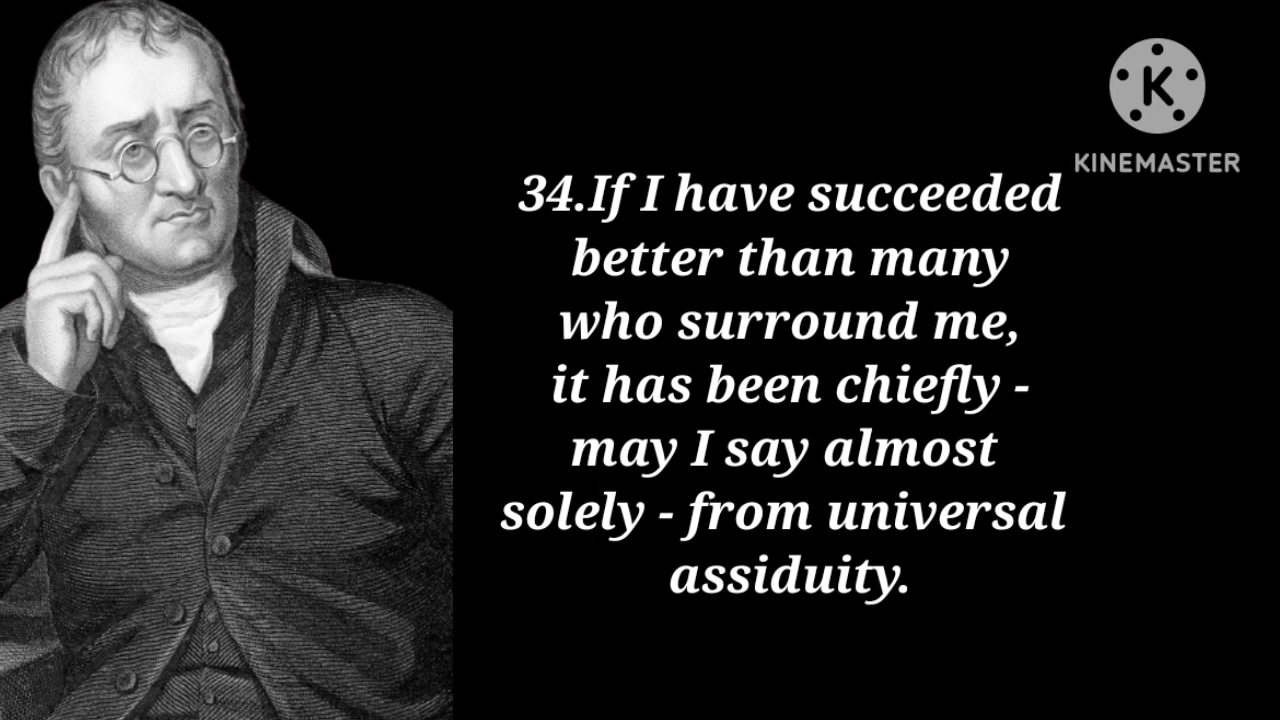 K
KINEMASTER
34.If I have succeeded
better than many
who surround me,
it has been chiefly -
may I say almost
solely - from universal
assiduity.